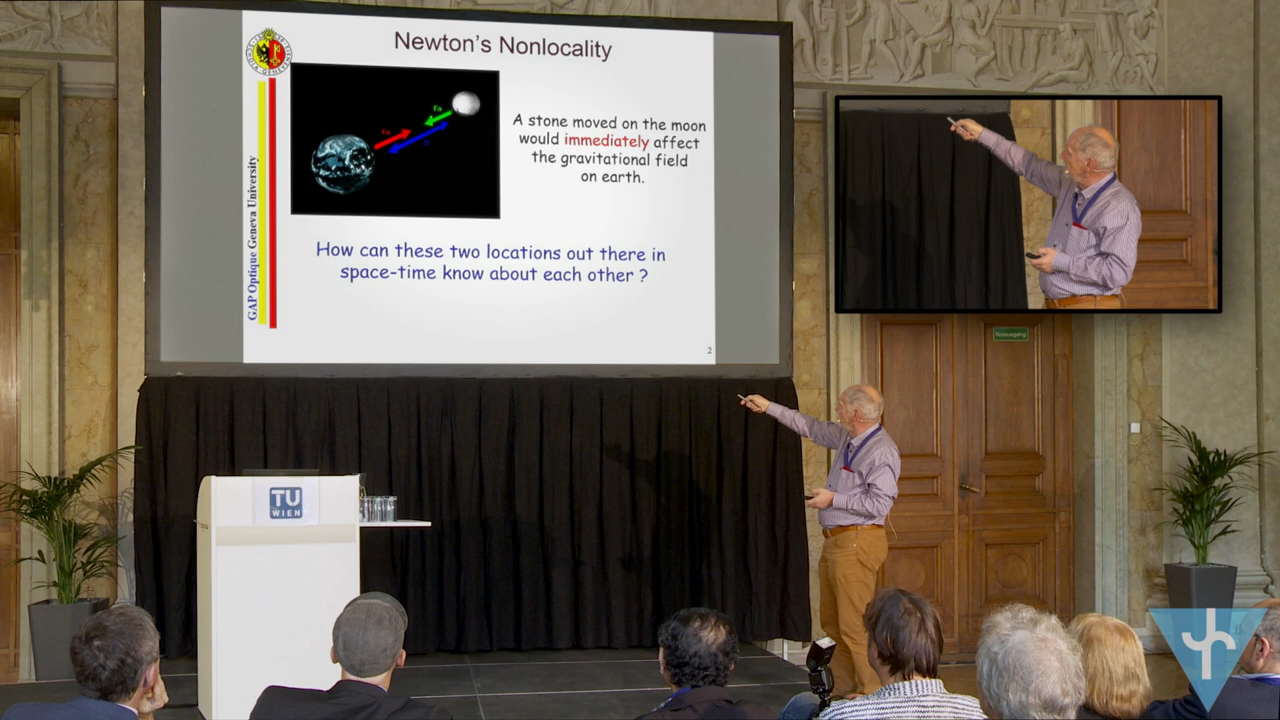 Newton's Nonlocality
A stone moved on the moon
would immediately affect
the gravitational field
on earth.
How can these two locations out there in
space-time know about each other ?
GAP Optique Geneva University
2
Notausgang
TU
WIEN